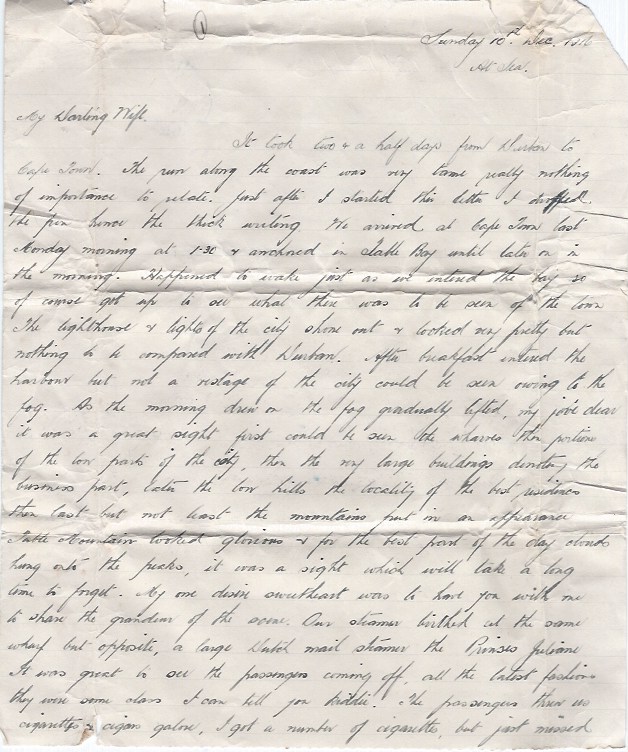 ①
Sunday 10th Dec. 1916
At Sea.
My Darling Wife.
It took two & a half days from Durban to
Cape Town. The run along the coast was very tame really nothing
of importance to relate. Just after I started this letter I dropped
the pen hence the thick writing We arrived at Cape Town last
Monday morning at 1-30 & anchored in Table Bay until later on in
the morning. Happened to wake just as we entered the bay so
of course got up to see what there was to be seen of the town
The lighthouse & lights of the city shone out & looked very pretty but
nothing to be compared with Durban. After breakfast entered the
harbour but not a vestage of the city could be seen owing to the
fog. As the morning drew on the fog gradually lifted, my dear
it was a great sight first could be seen the wharves then portions
of the low parts of the city, then the very large buildings denoting the
business part, later the low hills the locality of the best residences
then last but not least the mountains put in an appearance
Table Mountain looked glorious & for the best part of the day clouds
hung onto the peaks, it was a sight which will take a long
time to forget. My one desire sweetheart was to have you with me
to share the grandeur of the scene. Our steamer birthed at the same
wharf but opposite, a large Dutch mail steamer the Prinses Juliane
It was great to see the passengers coming off, all the latest fashions
they were some class I can tell you kiddie. The passengers threw us
cigarettes & cigars galore, I got a number of cigarettes, but just missed